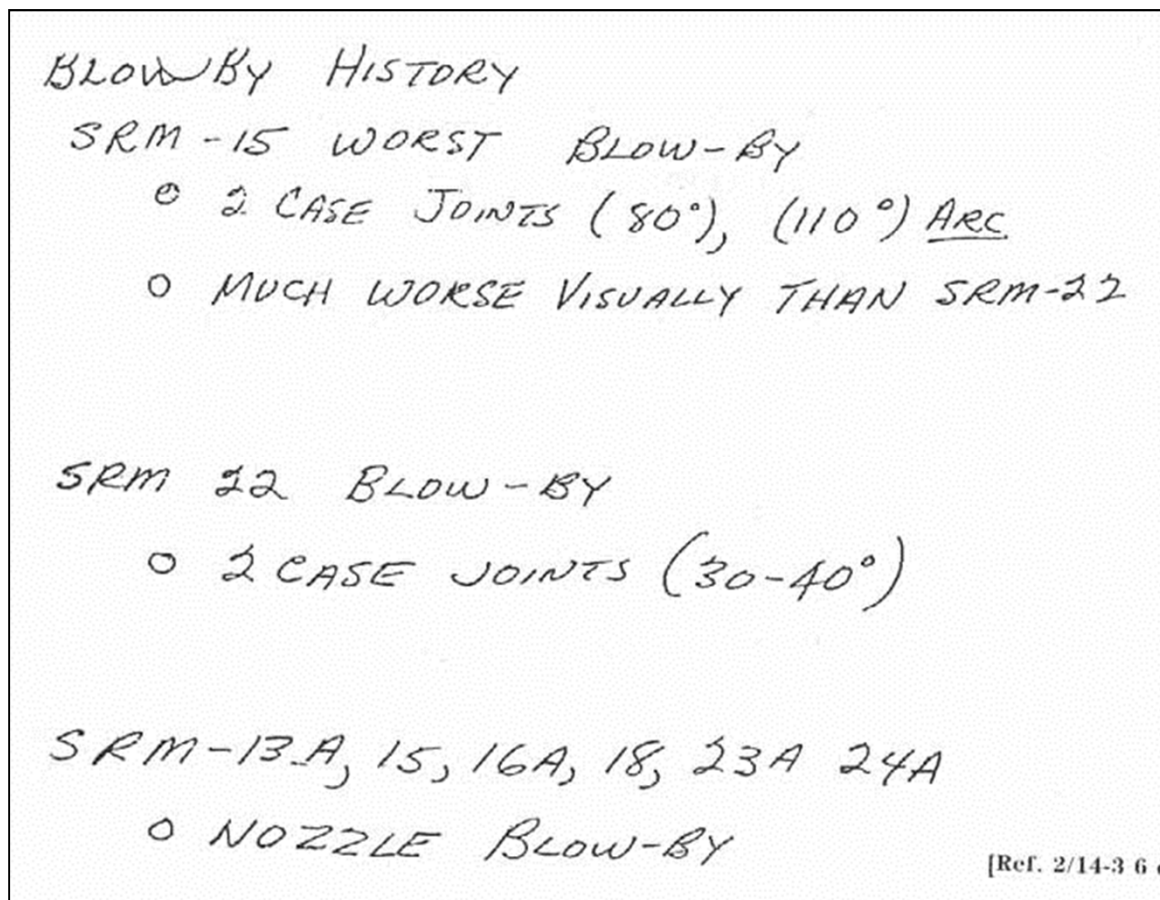 BLOW BY HISTORY
SRM-15 WORST BLOW-BY
o 2 CASE JOINTS (80°), (110°) ARC
o MUCH WORSE VISUALLY THAN SRM-22
SRM 22 BLOW-BY
o 2 CASE JOINTS (30-40°)
SRM-13A, 15, 16A, 18, 23A 24A
o NOZZLE BLOW-BY
[Ref. 2/14-3 6